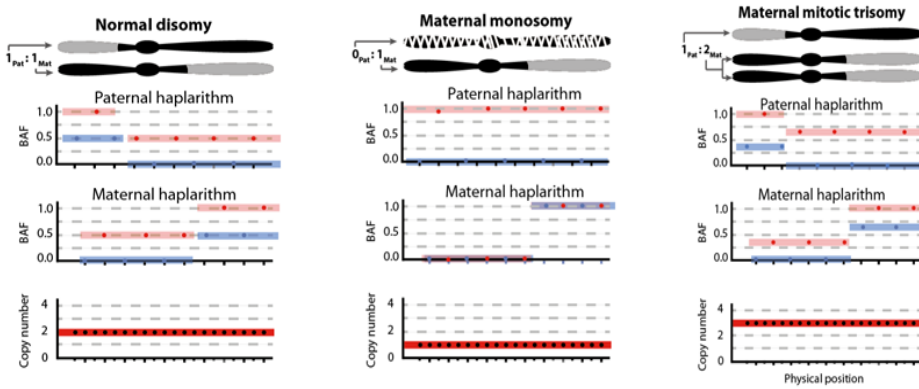 Normal disomy
1Pat : 1Mat
Paternal haplarithm
BAF
1.0
0.5
0.0
Maternal haplarithm
BAF
1.0
0.5
0.0
Copy number
4
2
0
Maternal monosomy
0Pat : 1Mat
Paternal haplarithm
BAF
1.0
0.5
0.0
Maternal haplarithm
BAF
1.0
0.5
0.0
Copy number
4
2
0
Maternal mitotic trisomy
1Pat : 2Mat
Paternal haplarithm
BAF
1.0
0.5
0.0
Maternal haplarithm
BAF
1.0
0.5
0.0
Copy number
4
2
0
Physical position